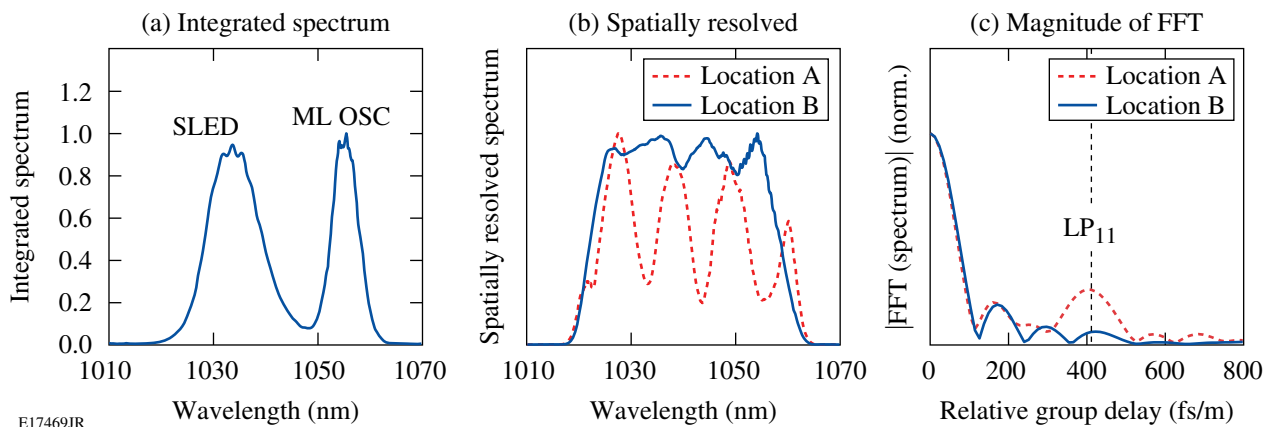 (a) Integrated spectrum
Integrated spectrum
1.2
1.0
0.8
0.6
0.4
0.2
0.0
SLED
ML OSC
1010
1030
1050
1070
Wavelength (nm)
E17469JR
(b) Spatially resolved
Spatially resolved spectrum
Location A
Location B
1010
1030
1050
1070
Wavelength (nm)
(c) Magnitude of FFT
|FFT (spectrum)| (norm.)
Location A
Location B
LP₁₁
0
200
400
600
800
Relative group delay (fs/m)